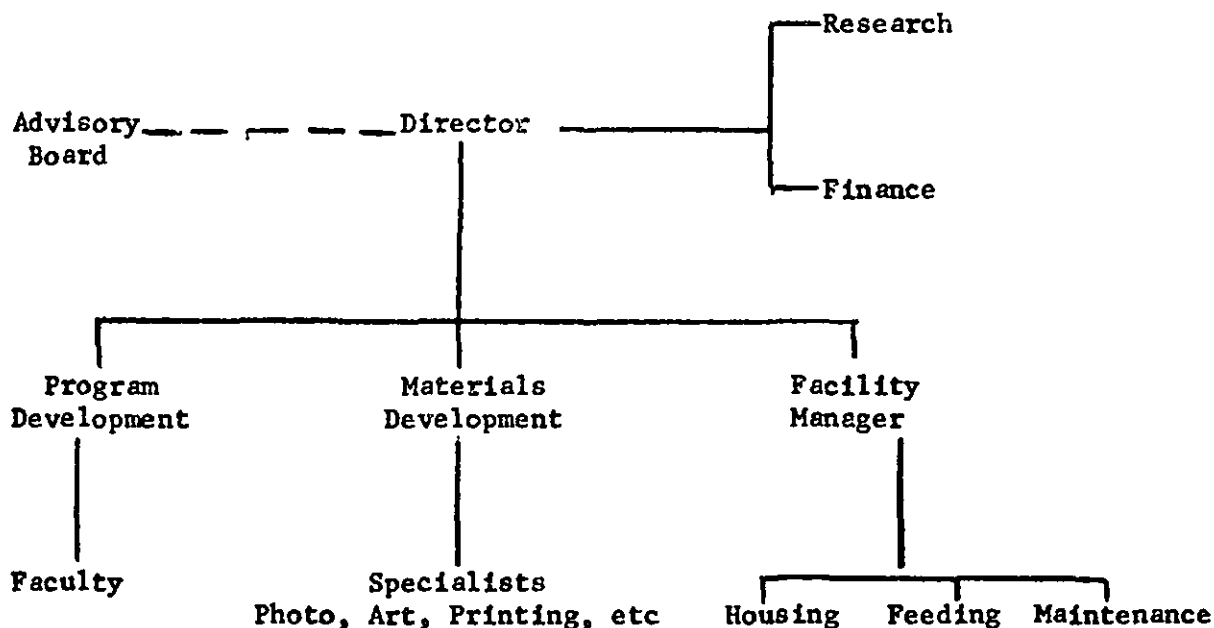 Research
Advisory
Board
Director
Finance
Program
Development
Materials
Development
Facility
Manager
Faculty
Specialists
Photo, Art, Printing, etc
Housing
Feeding
Maintenance